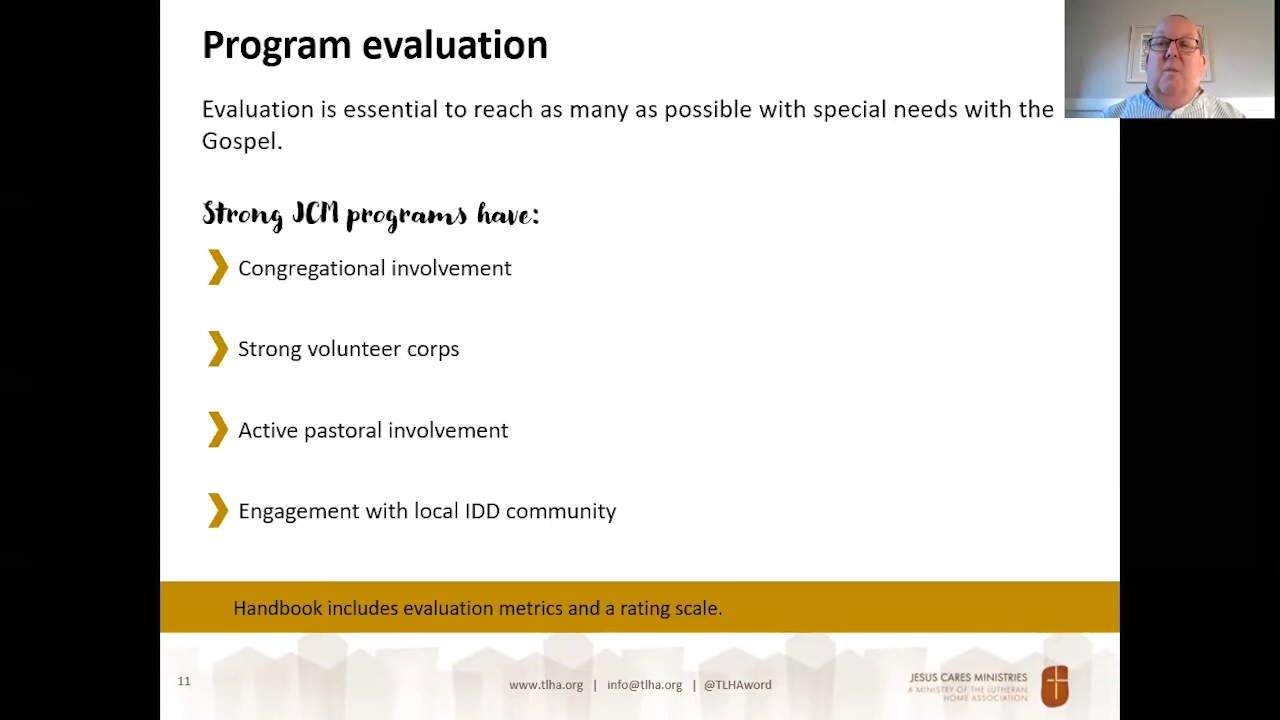 Program evaluation
Evaluation is essential to reach as many as possible with special needs with the
Gospel.
Strong JCM programs have:
Congregational involvement
Strong volunteer corps
Active pastoral involvement
Engagement with local IDD community
Handbook includes evaluation metrics and a rating scale.
11
www.tlha.org | info@tlha.org | @TLHAword
JESUS CARES MINISTRIES
A MINISTRY OF THE LUTHERAN
HOME ASSOCIATION